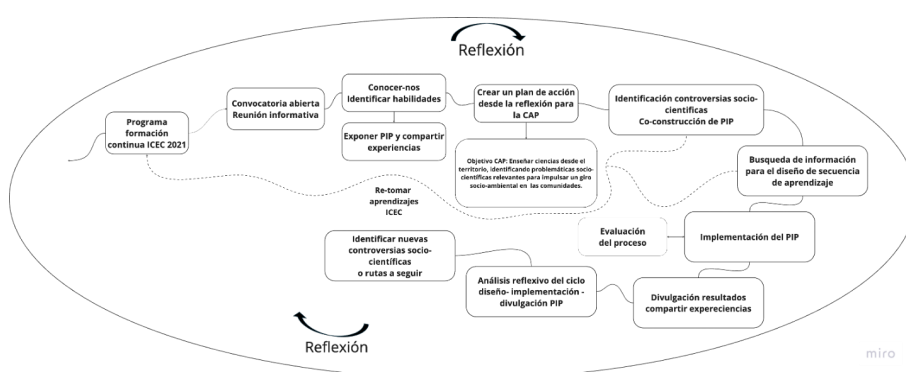 Reflexión
Programa
formación
continua ICEC 2021
Convocatoria abierta
Reunión informativa
Conocer-nos
Identificar habilidades
Exponer PIP y compartir
experiencias
Crear un plan de acción
desde la reflexión para
la CAP
Objetivo CAP: Enseñar ciencias desde el
territorio, identificando problemáticas socio-
científicas relevantes para impulsar un giro
socio-ambiental en las comunidades.
Identificación controversias socio-
cientificas
Co-construcción de PIP
Busqueda de información
para el diseño de secuencia
de aprendizaje
Re-tomar
aprendizajes
ICEC
Evaluación
del proceso
Implementación del PIP
Divulgación resultados
compartir expereciencias
Análisis reflexivo del ciclo
diseño- implementación -
divulgación PIP
Identificar nuevas
controversias socio-
científicas
o rutas a seguir
Reflexión
miro